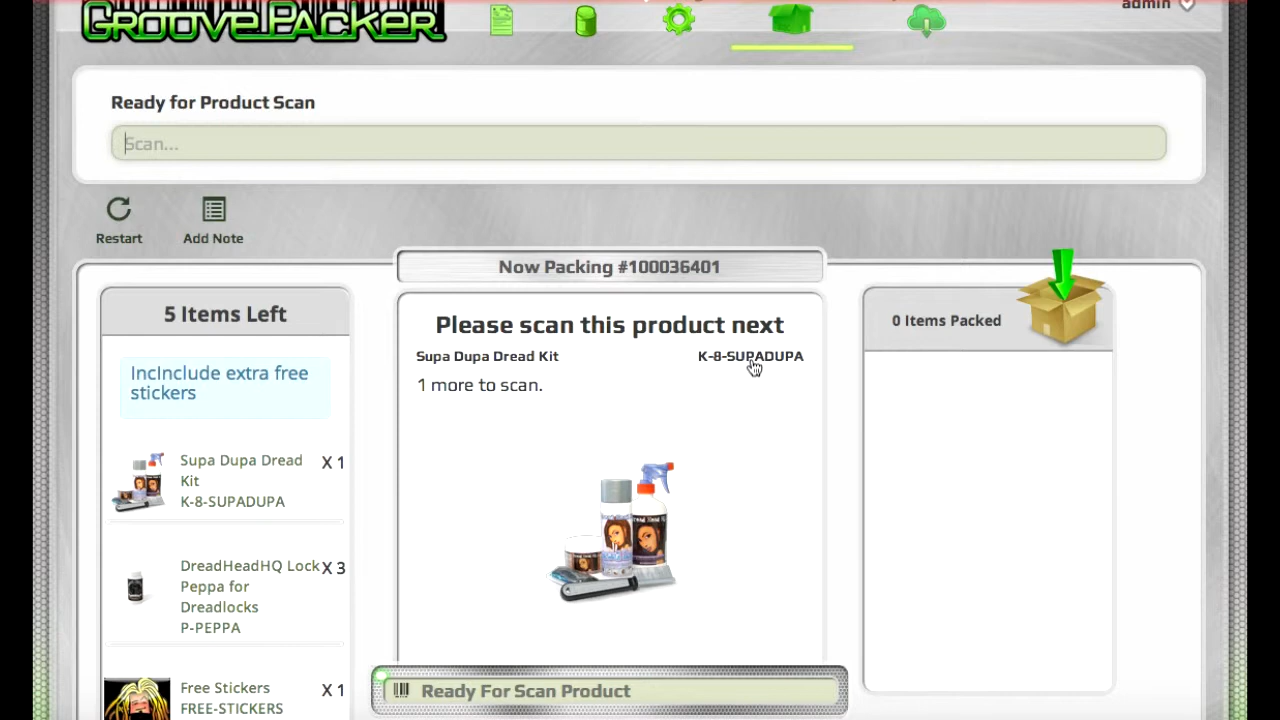 GROOVEPACKER
admin
Ready for Product Scan
Scan...
Restart
Add Note
Now Packing #100036401
5 Items Left
IncInclude extra free
stickers
Supa Dupa Dread
Kit
K-8-SUPADUPA
X 1
DreadHeadHQ Lock
Peppa for
Dreadlocks
P-PEPPA
X 3
Free Stickers
FREE-STICKERS
X 1
Please scan this product next
Supa Dupa Dread Kit
K-8-SUPADUPA
1 more to scan.
Ready For Scan Product
0 Items Packed